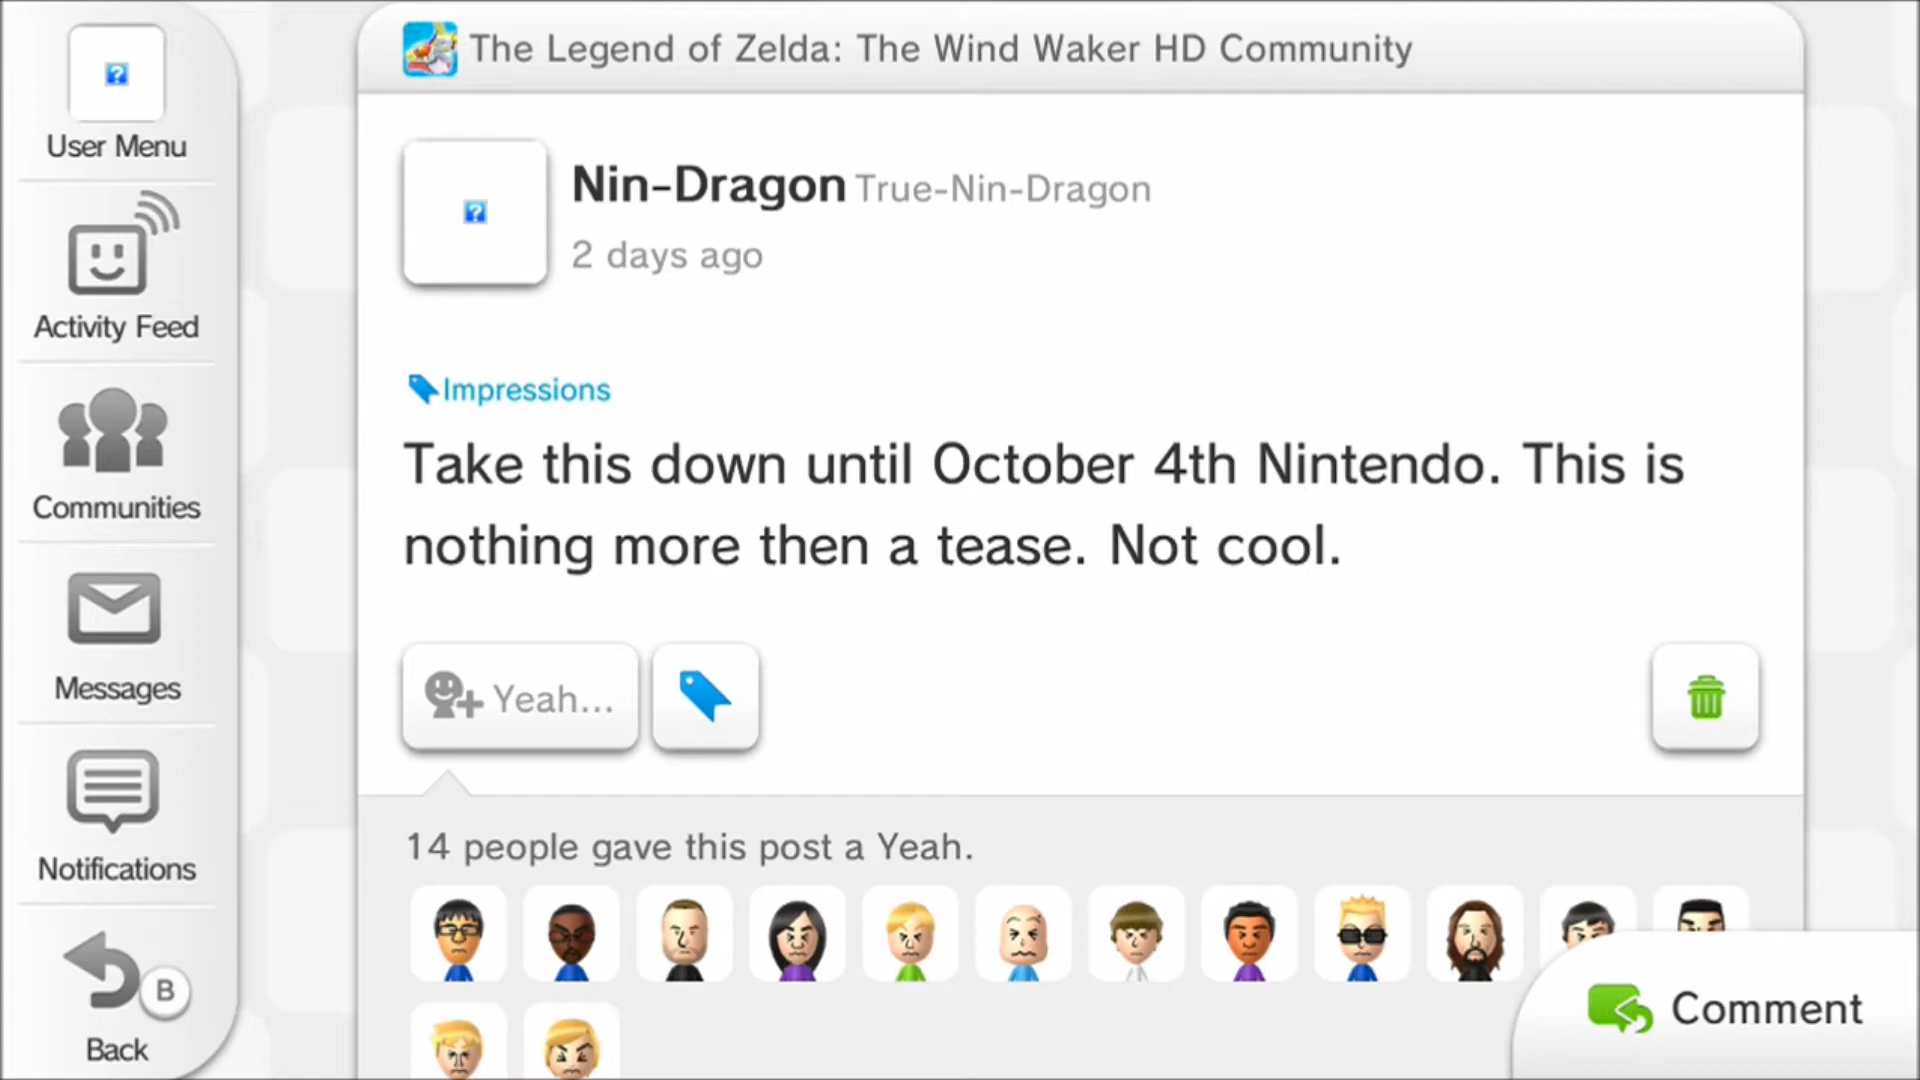 The Legend of Zelda: The Wind Waker HD Community
User Menu
Activity Feed
Communities
Messages
Notifications
B
Back
Nin-Dragon True-Nin-Dragon
2 days ago
Impressions
Take this down until October 4th Nintendo. This is
nothing more then a tease. Not cool.
Yeah...
14 people gave this post a Yeah.
Comment